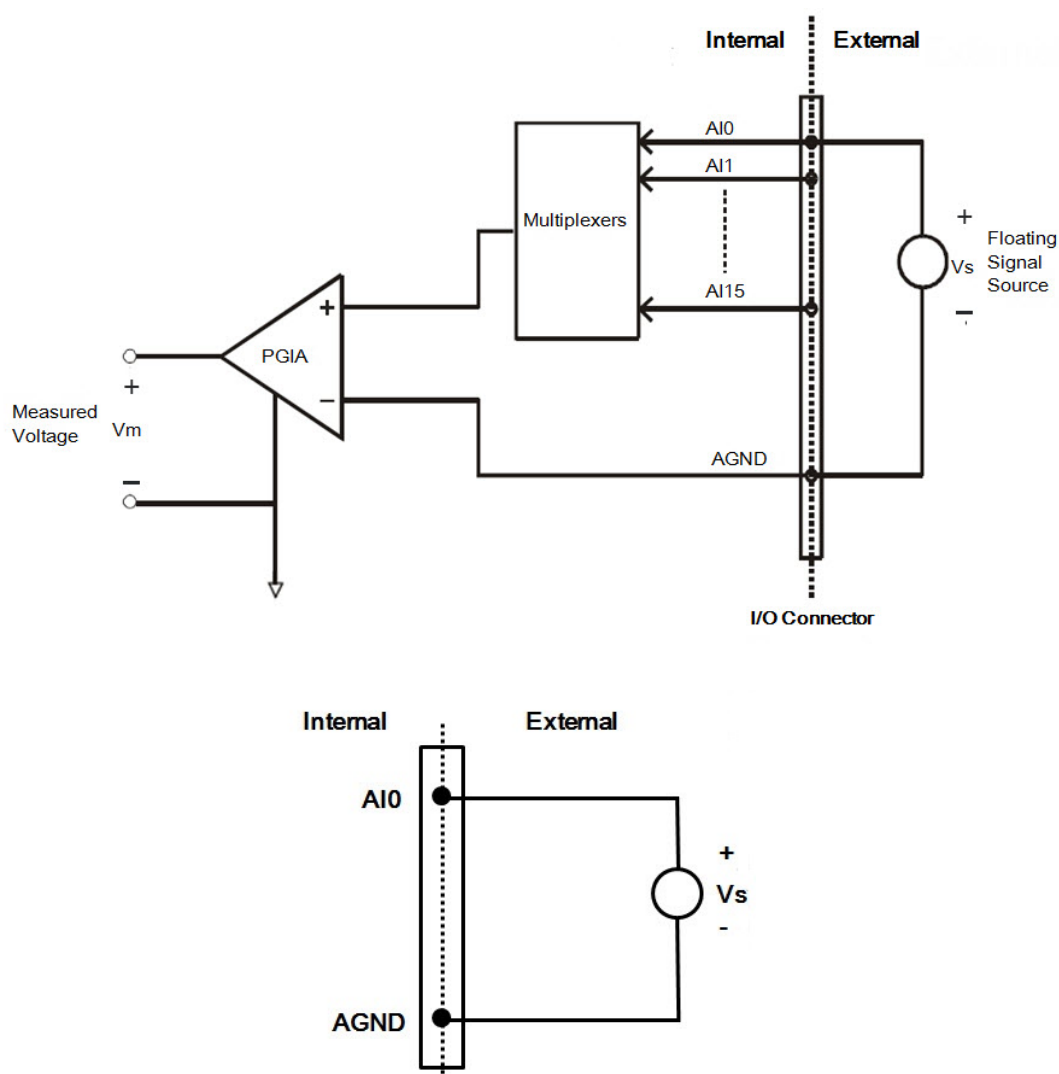 Internal External
AI0
AI1
Multiplexers
+
Vs
Floating
Signal
Source
−
AI15
+
PGIA
−
+
Measured
Voltage
Vm
−
AGND
I/O Connector
Internal External
AI0
+
Vs
-
AGND